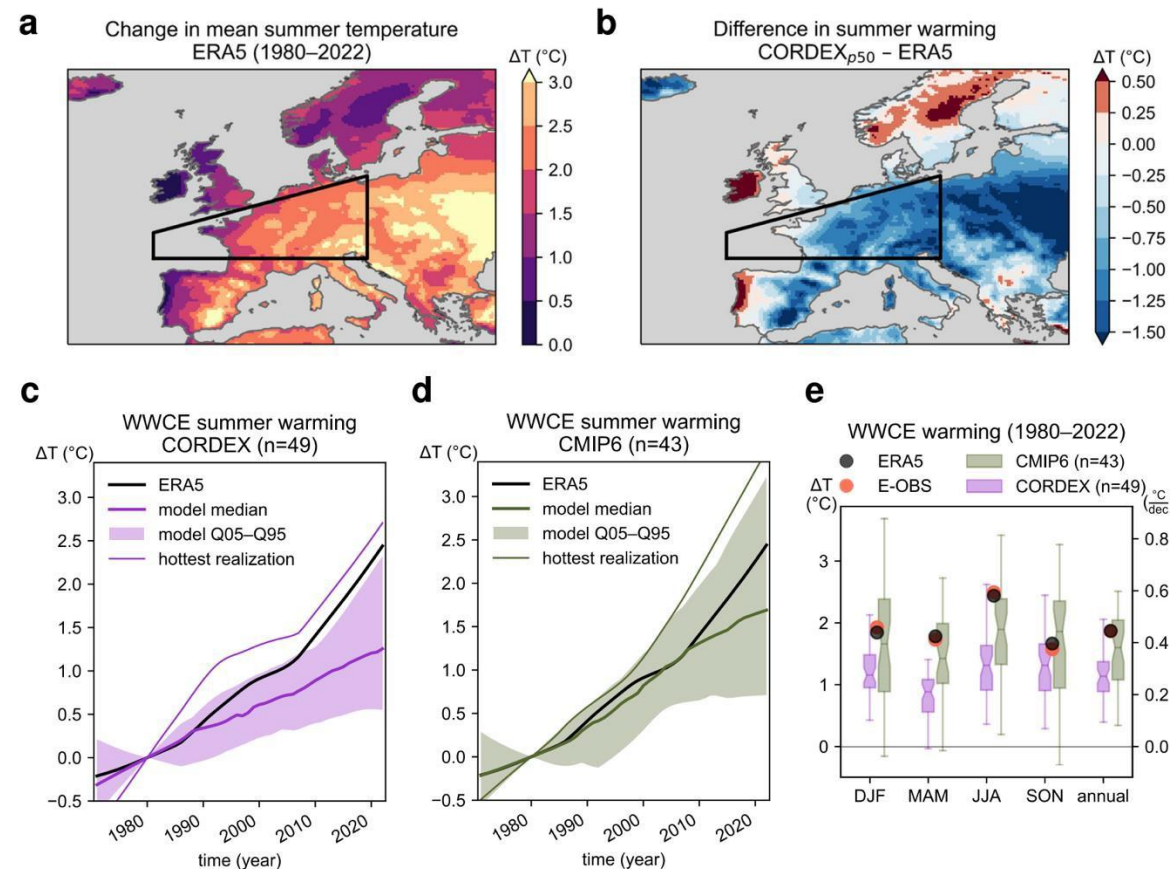 a
Change in mean summer temperature
ERA5 (1980–2022)
ΔT (°C)
3.0
2.5
2.0
1.5
1.0
0.5
0.0
b
Difference in summer warming
CORDEXp50 – ERA5
ΔT (°C)
0.50
0.25
0.00
−0.25
−0.50
−0.75
−1.00
−1.25
−1.50
c
WWCE summer warming
CORDEX (n=49)
ΔT (°C)
3.0
2.5
2.0
1.5
1.0
0.5
0.0
−0.5
ERA5
model median
model Q05–Q95
hottest realization
1980
1990
2000
2010
2020
time (year)
d
WWCE summer warming
CMIP6 (n=43)
ΔT (°C)
3.0
2.5
2.0
1.5
1.0
0.5
0.0
−0.5
ERA5
model median
model Q05–Q95
hottest realization
1980
1990
2000
2010
2020
time (year)
e
WWCE warming (1980–2022)
ERA5
CMIP6 (n=43)
E-OBS
CORDEX (n=49)
ΔT
(°C)
(°C/dec
3
2
1
0
0.8
0.6
0.4
0.2
0.0
DJF
MAM
JJA
SON
annual